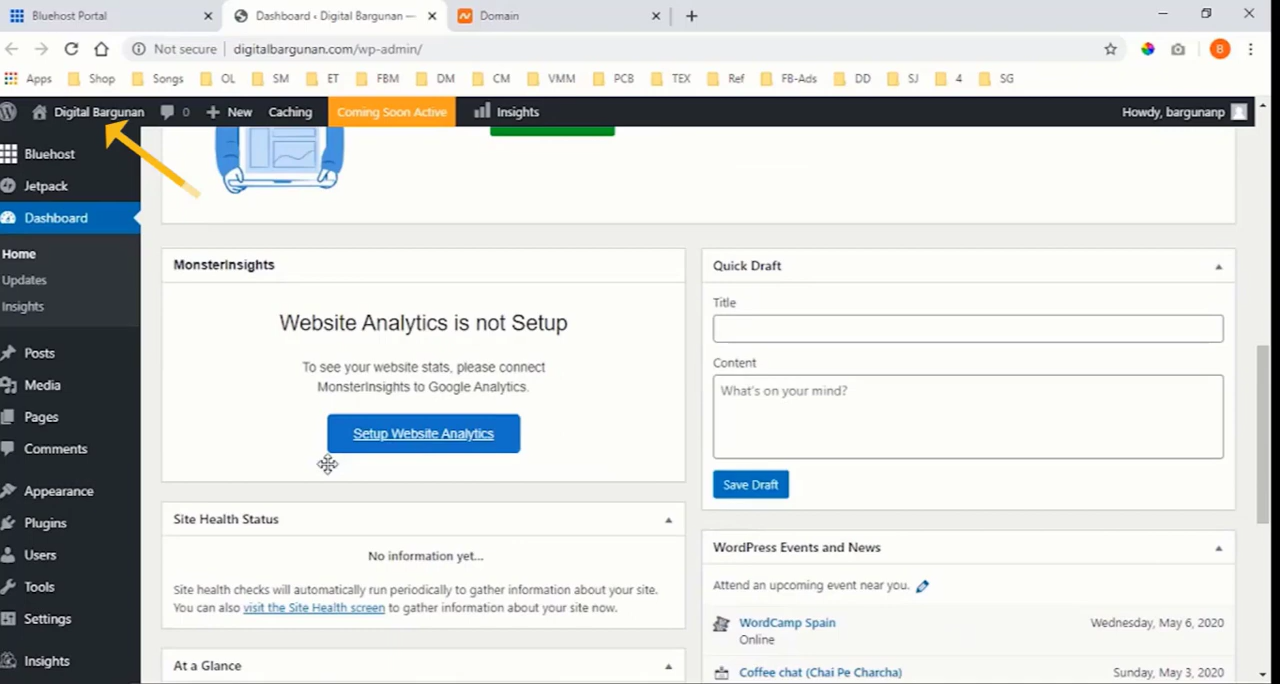 Bluehost Portal
Dashboard ‹ Digital Bargunan —
Domain
Not secure
digitalbargunan.com/wp-admin/
B
Apps Shop Songs OL SM ET FBM DM CM VMM PCB TEX Ref FB-Ads DD SJ 4 SG
Digital Bargunan 0 New Caching Coming Soon Active Insights Howdy, bargunanp
Bluehost
Jetpack
Dashboard
Home
Updates
Insights
Posts
Media
Pages
Comments
Appearance
Plugins
Users
Tools
Settings
Insights
MonsterInsights
Website Analytics is not Setup
To see your website stats, please connect
MonsterInsights to Google Analytics.
Setup Website Analytics
Site Health Status
No information yet...
Site health checks will automatically run periodically to gather information about your site.
You can also visit the Site Health screen to gather information about your site now.
At a Glance
Quick Draft
Title
Content
What's on your mind?
Save Draft
WordPress Events and News
Attend an upcoming event near you.
WordCamp Spain Wednesday, May 6, 2020
Online
Coffee chat (Chai Pe Charcha) Sunday, May 3, 2020